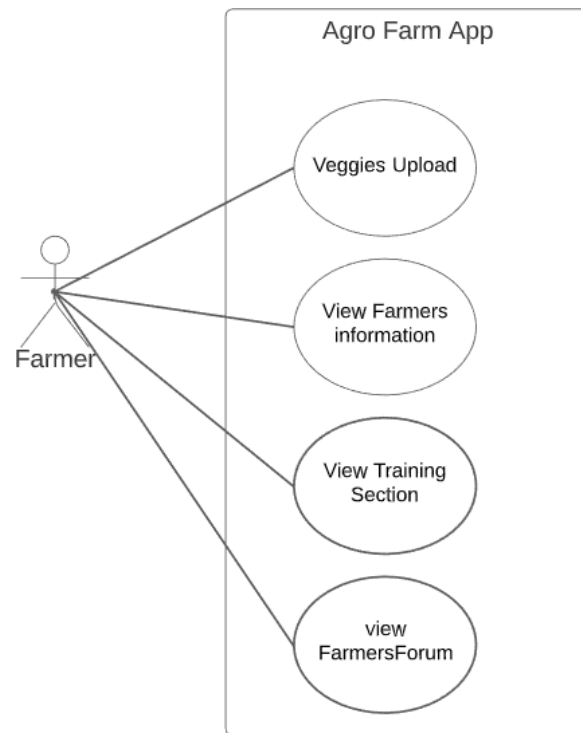 Agro Farm App
Veggies Upload
View Farmers
information
Farmer
View Training
Section
view
FarmersForum